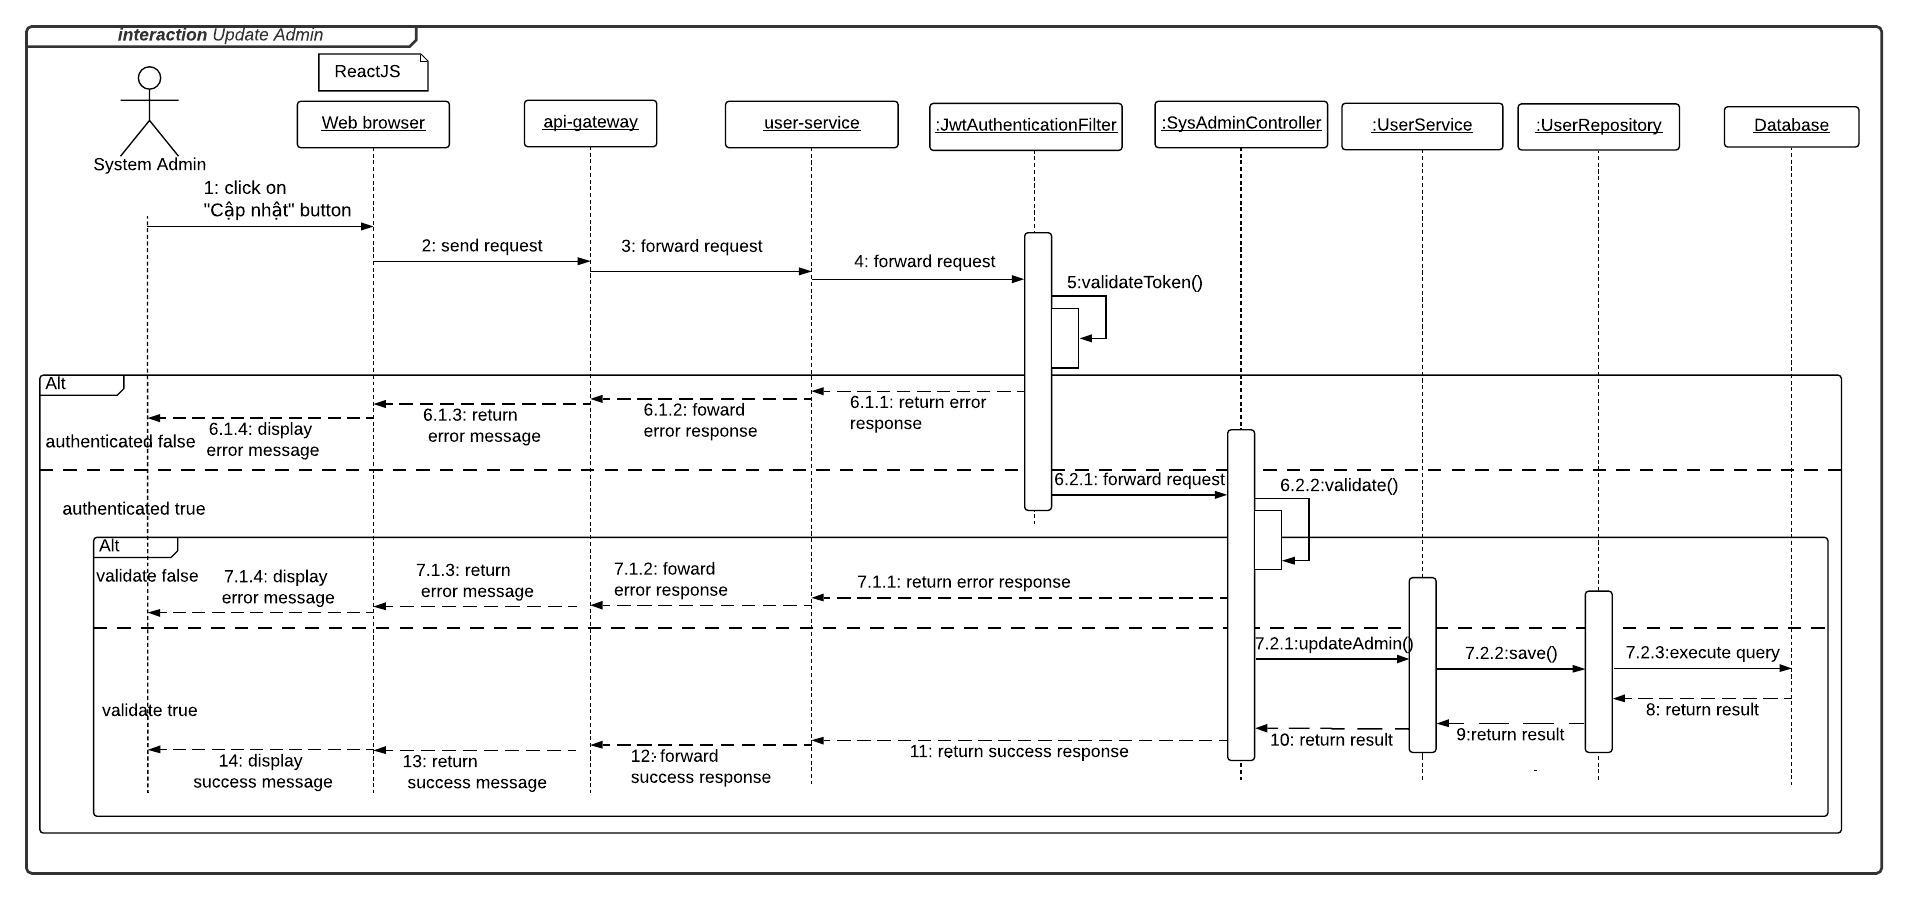 interaction Update Admin
ReactJS
System Admin
Web browser
api-gateway
user-service
:JwtAuthenticationFilter
:SysAdminController
:UserService
:UserRepository
Database
1: click on
"Cập nhật" button
2: send request
3: forward request
4: forward request
5:validateToken()
Alt
6.1.1: return error
response
6.1.2: foward
error response
6.1.3: return
error message
6.1.4: display
error message
authenticated false
6.2.1: forward request
6.2.2:validate()
authenticated true
Alt
validate false
7.1.4: display
error message
7.1.3: return
error message
7.1.2: foward
error response
7.1.1: return error response
7.2.1:updateAdmin()
7.2.2:save()
7.2.3:execute query
validate true
8: return result
9:return result
10: return result
11: return success response
12: forward
success response
13: return
success message
14: display
success message